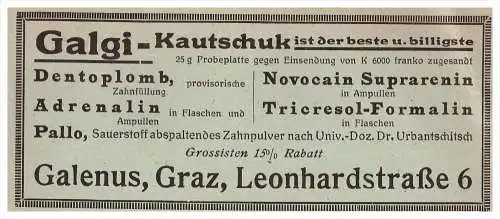 Galgi-Kautschuk ist der beste u. billigste
25 g Probeplatte gegen Einsendung von K 6000 franko zugesandt
Dentoplomb, provisorische Zahnfüllung
Adrenalin in Flaschen und Ampullen
Novocain Suprarenin in Ampullen
Tricresol-Formalin in Flaschen
Pallo, Sauerstoff abspaltendes Zahnpulver nach Univ.-Doz. Dr. Urbantschitsch
Grossisten 15% Rabatt
Galenus, Graz, Leonhardstraße 6